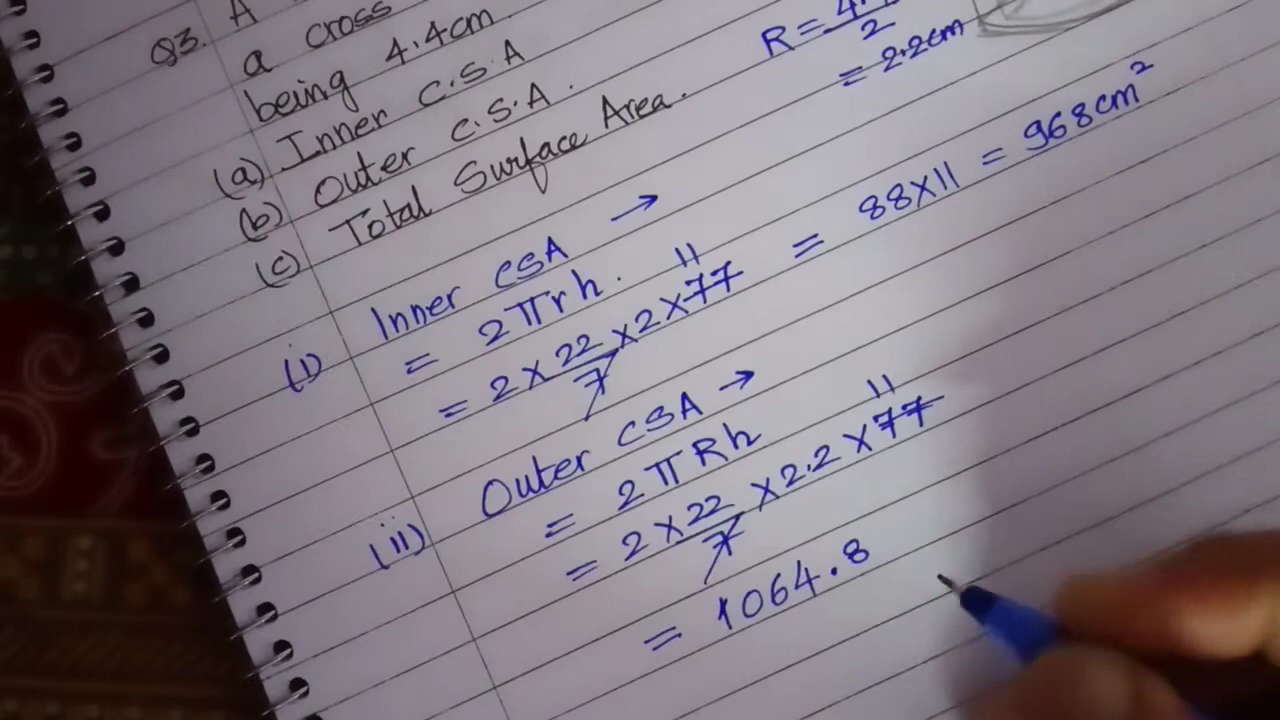 Q3. A
a cross
being 4.4cm
(a) Inner C.S.A
(b) Outer C.S.A.
(c) Total Surface Area.
R = 4.4/2
= 2.2cm
(i) Inner CSA →
= 2πrh.
= 2 × 22/7 × 2 × 77 11 = 88×11 = 968cm²
(ii) Outer CSA →
= 2πRh
= 2 × 22/7 × 2.2 × 77 11
= 1064.8